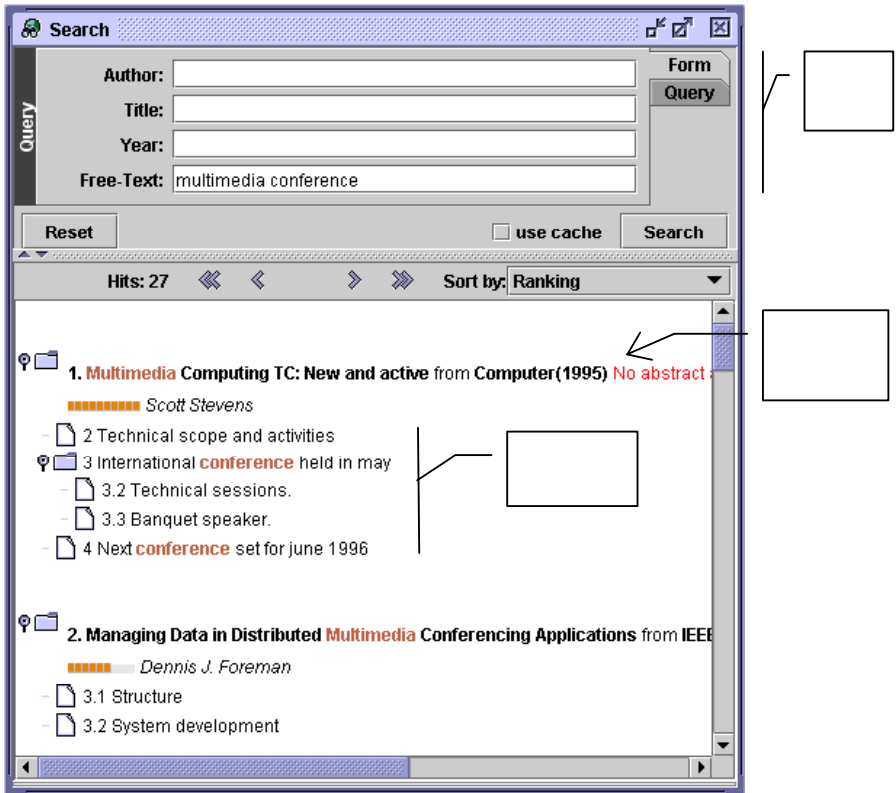 Search
Form
Query
Query
Author:
Title:
Year:
Free-Text: multimedia conference
Reset use cache Search
Hits: 27 Sort by: Ranking
1. Multimedia Computing TC: New and active from Computer(1995) No abstract
Scott Stevens
2 Technical scope and activities
3 International conference held in may
3.2 Technical sessions.
3.3 Banquet speaker.
4 Next conference set for june 1996
2. Managing Data in Distributed Multimedia Conferencing Applications from IEEE
Dennis J. Foreman
3.1 Structure
3.2 System development